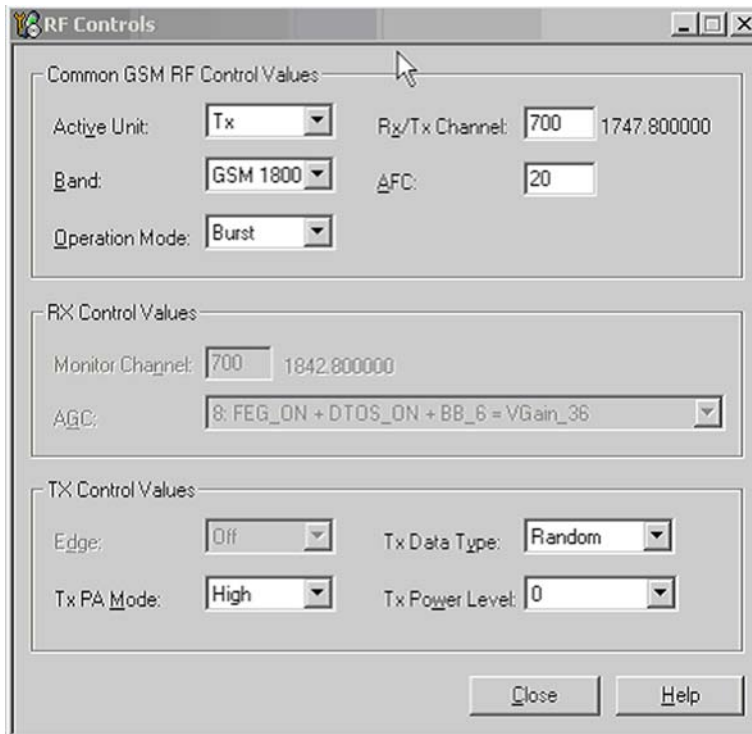 RF Controls
Common GSM RF Control Values
Active Unit: Tx Rx/Tx Channel: 700 1747.800000
Band: GSM 1800 AFC: 20
Operation Mode: Burst
RX Control Values
Monitor Channel: 700 1842.800000
AGC: 8: FEG_ON + DTOS_ON + BB_6 = VGain_36
TX Control Values
Edge: Off Tx Data Type: Random
Tx PA Mode: High Tx Power Level: 0
Close Help